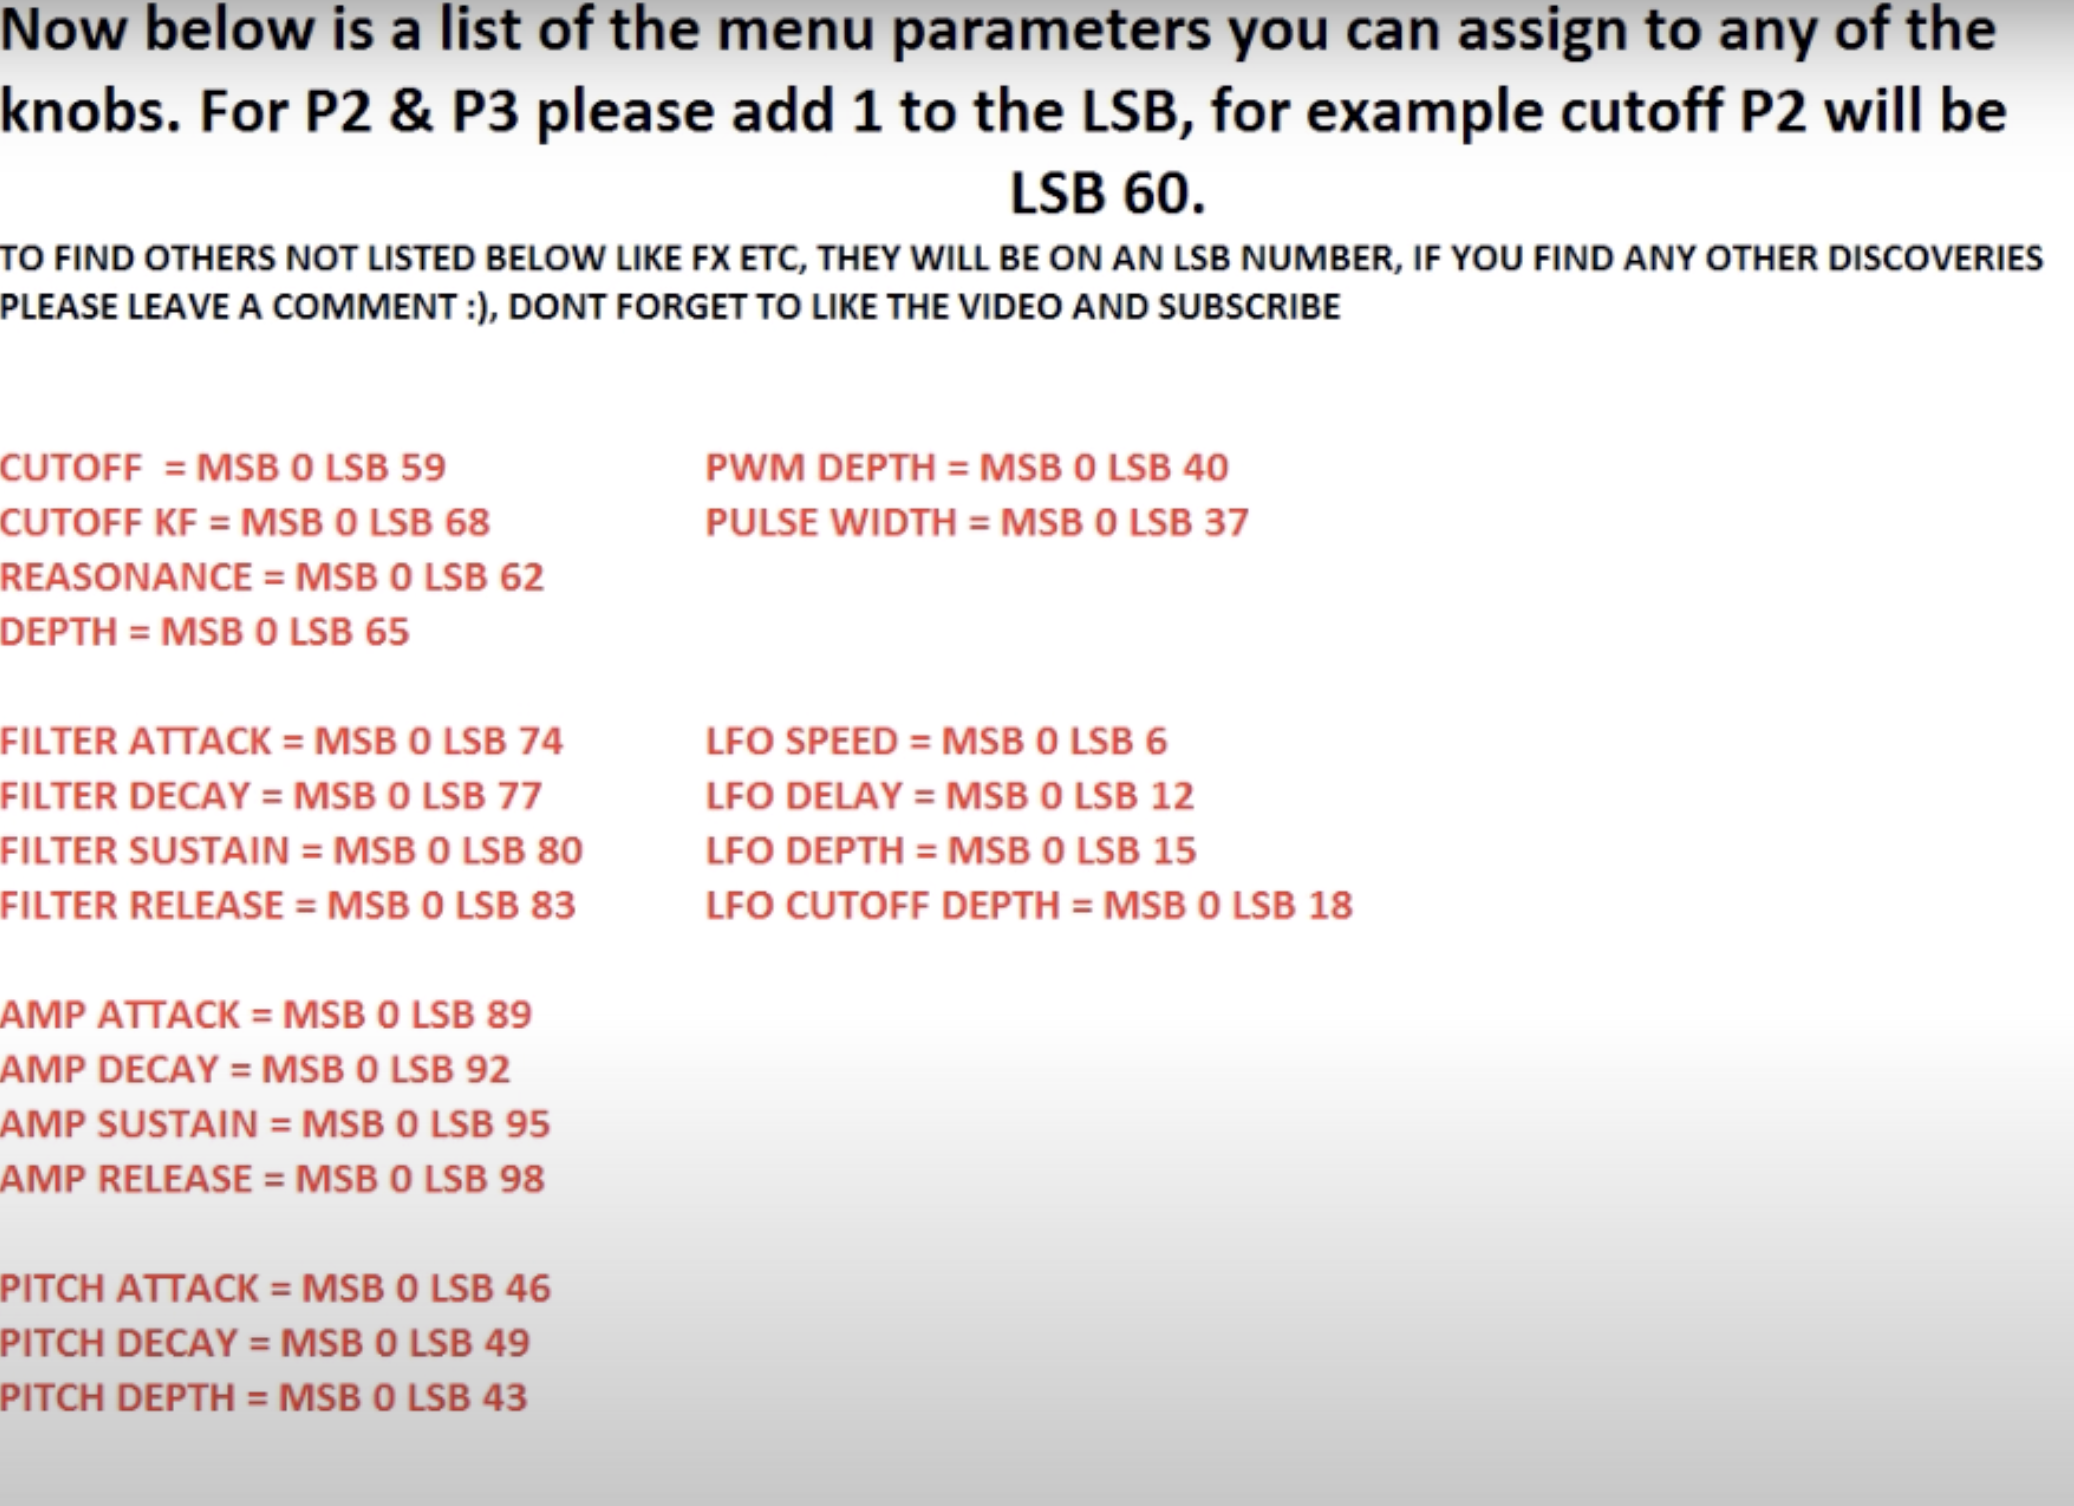 Now below is a list of the menu parameters you can assign to any of the
knobs. For P2 & P3 please add 1 to the LSB, for example cutoff P2 will be
LSB 60.
TO FIND OTHERS NOT LISTED BELOW LIKE FX ETC, THEY WILL BE ON AN LSB NUMBER, IF YOU FIND ANY OTHER DISCOVERIES
PLEASE LEAVE A COMMENT :), DONT FORGET TO LIKE THE VIDEO AND SUBSCRIBE
CUTOFF = MSB 0 LSB 59
CUTOFF KF = MSB 0 LSB 68
REASONANCE = MSB 0 LSB 62
DEPTH = MSB 0 LSB 65
PWM DEPTH = MSB 0 LSB 40
PULSE WIDTH = MSB 0 LSB 37
FILTER ATTACK = MSB 0 LSB 74
FILTER DECAY = MSB 0 LSB 77
FILTER SUSTAIN = MSB 0 LSB 80
FILTER RELEASE = MSB 0 LSB 83
LFO SPEED = MSB 0 LSB 6
LFO DELAY = MSB 0 LSB 12
LFO DEPTH = MSB 0 LSB 15
LFO CUTOFF DEPTH = MSB 0 LSB 18
AMP ATTACK = MSB 0 LSB 89
AMP DECAY = MSB 0 LSB 92
AMP SUSTAIN = MSB 0 LSB 95
AMP RELEASE = MSB 0 LSB 98
PITCH ATTACK = MSB 0 LSB 46
PITCH DECAY = MSB 0 LSB 49
PITCH DEPTH = MSB 0 LSB 43